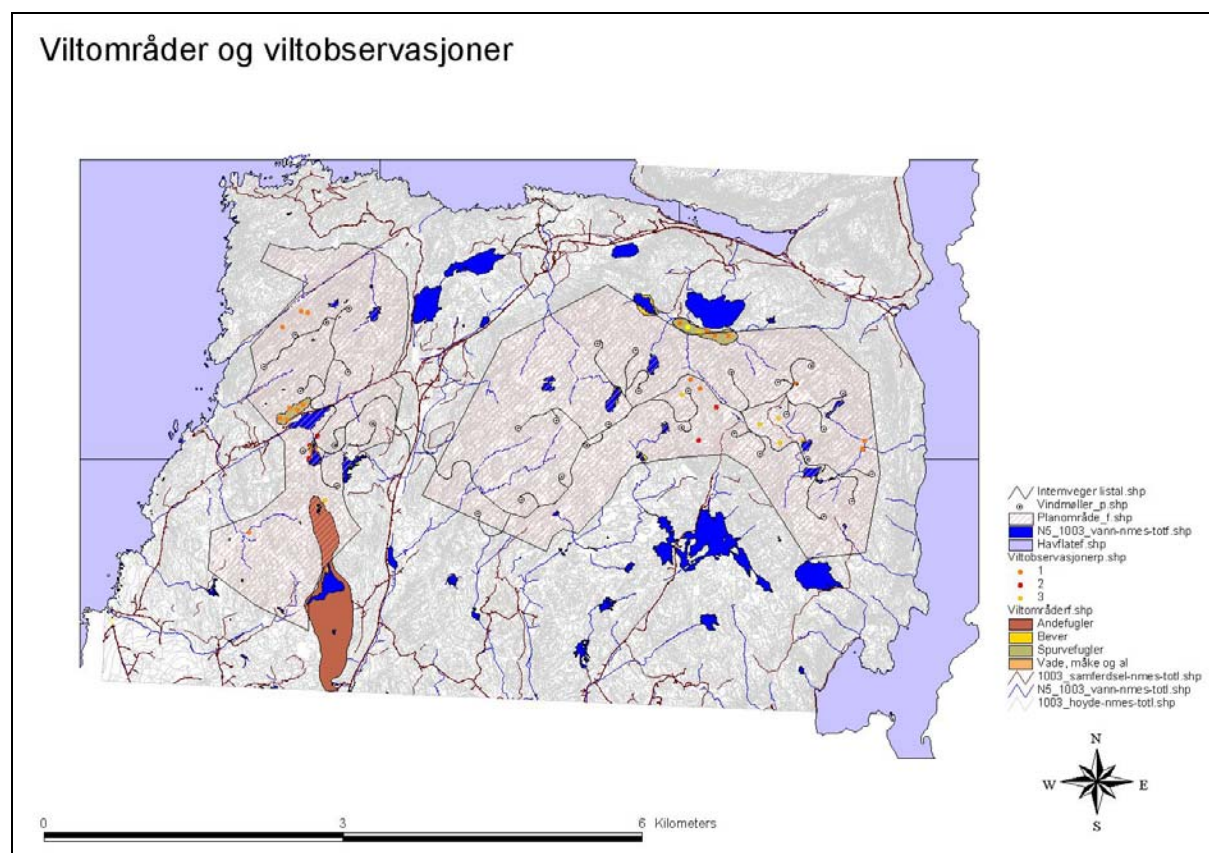 Viltområder og viltobservasjoner
Internveger listal.shp
Vindmøller_p.shp
Planområde_f.shp
N5_1003_vann-nmes-totf.shp
Havflatef.shp
Viltobservasjonerp.shp
1
2
3
Viltområderf.shp
Andefugler
Bever
Spurvefugler
Vade, måke og al
1003_samferdsel-nmes-totl.shp
N5_1003_vann-nmes-totl.shp
1003_hoyde-nmes-totl.shp
N
W
E
S
0
3
6 Kilometers